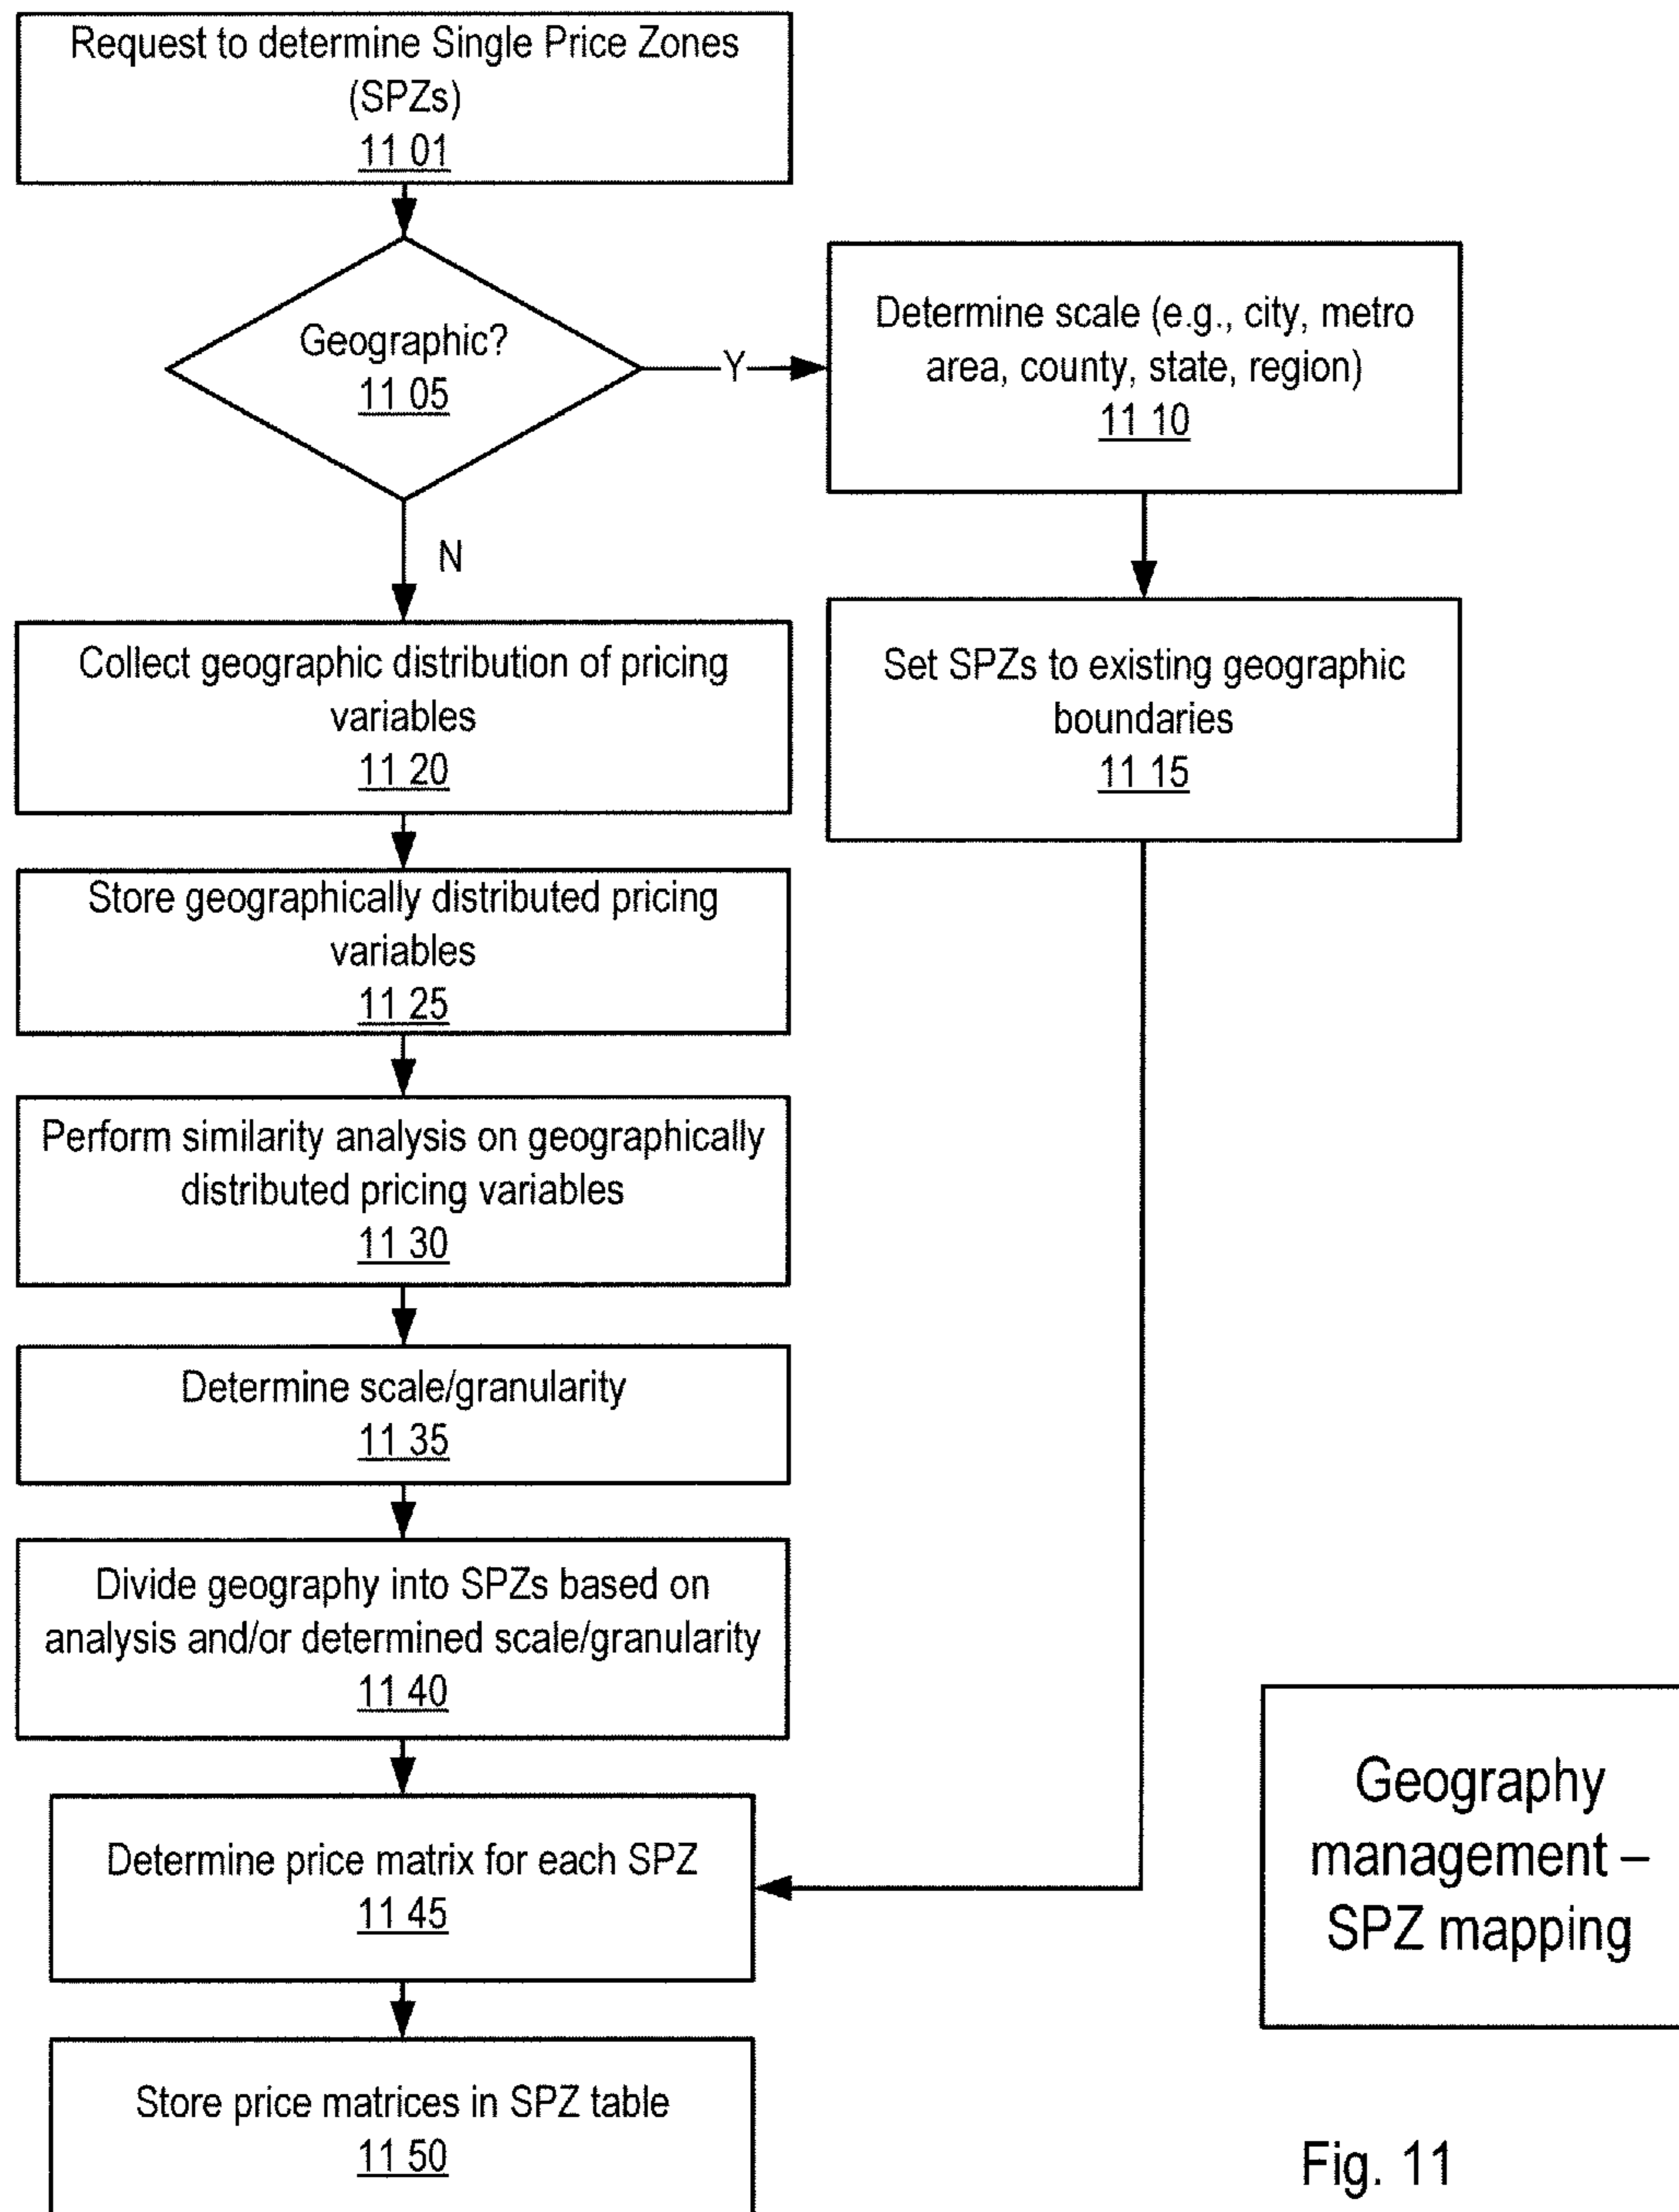 Request to determine Single Price Zones
(SPZs)
11 01
Geographic?
11 05
Y
Determine scale (e.g., city, metro
area, county, state, region)
11 10
N
Set SPZs to existing geographic
boundaries
11 15
Collect geographic distribution of pricing
variables
11 20
Store geographically distributed pricing
variables
11 25
Perform similarity analysis on geographically
distributed pricing variables
11 30
Determine scale/granularity
11 35
Divide geography into SPZs based on
analysis and/or determined scale/granularity
11 40
Determine price matrix for each SPZ
11 45
Store price matrices in SPZ table
11 50
Geography
management –
SPZ mapping
Fig. 11